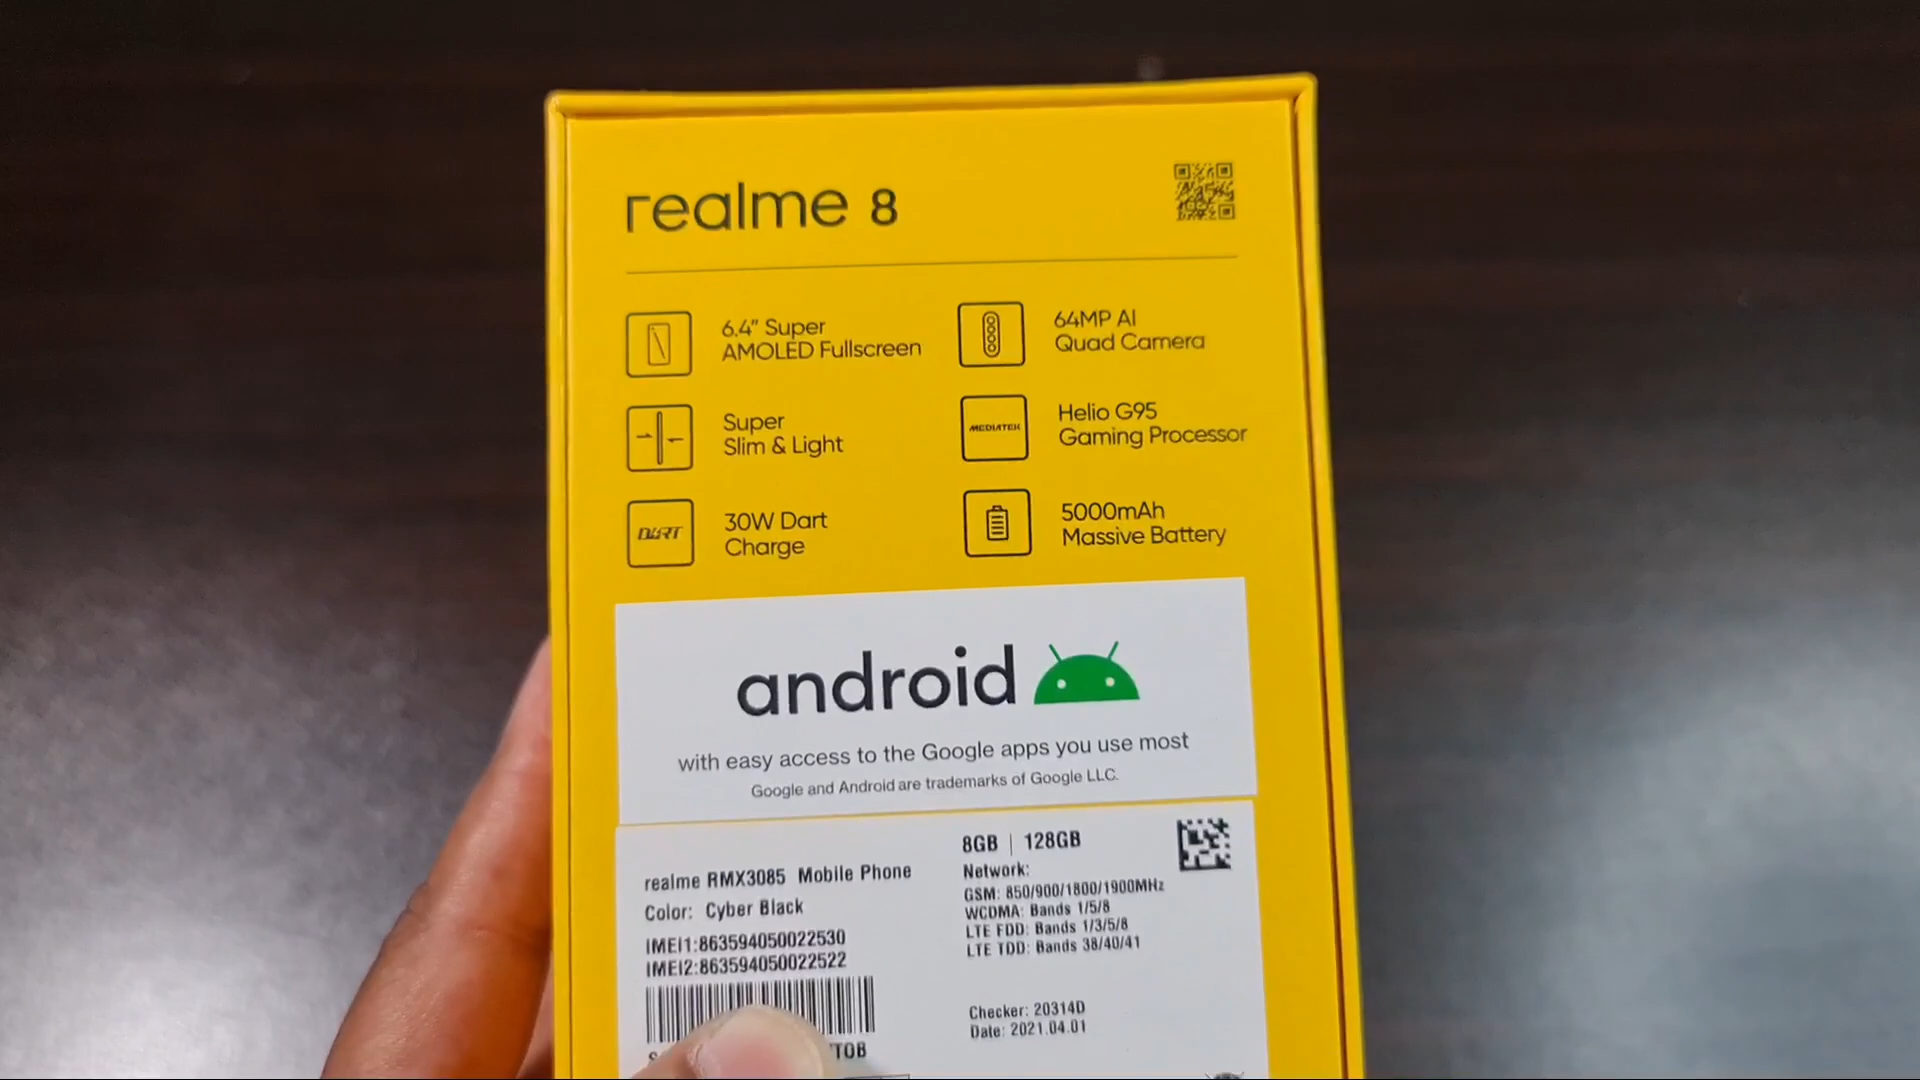 realme 8
6.4" Super
AMOLED Fullscreen
64MP AI
Quad Camera
Super
Slim & Light
MEDIATEK
Helio G95
Gaming Processor
DART
30W Dart
Charge
5000mAh
Massive Battery
android
with easy access to the Google apps you use most
Google and Android are trademarks of Google LLC.
realme RMX3085 Mobile Phone
Color: Cyber Black
IMEI1:863594050022530
IMEI2:863594050022522
8GB | 128GB
Network:
GSM: 850/900/1800/1900MHz
WCDMA: Bands 1/5/8
LTE FDD: Bands 1/3/5/8
LTE TDD: Bands 38/40/41
Checker: 20314D
Date: 2021.04.01